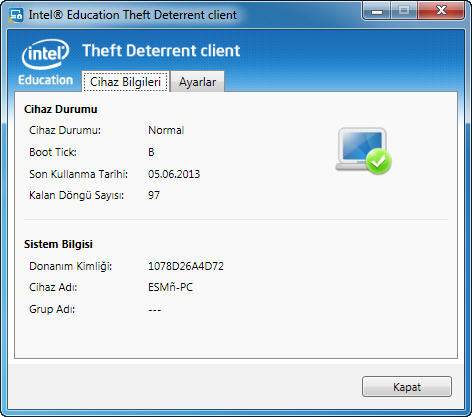 Intel® Education Theft Deterrent client
intel Theft Deterrent client
Education Cihaz Bilgileri Ayarlar
Cihaz Durumu
Cihaz Durumu: Normal
Boot Tick: B
Son Kullanma Tarihi: 05.06.2013
Kalan Döngü Sayısı: 97
Sistem Bilgisi
Donanım Kimliği: 1078D26A4D72
Cihaz Adı: ESMñ-PC
Grup Adı: ---
Kapat